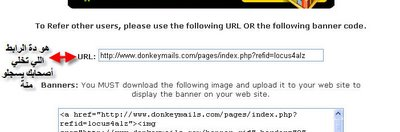 To Refer other users, please use the following URL OR the following banner code.
هو دة الرابط
اللي تخلي
أصحابك يسجلو
منة
URL: http://www.donkeymails.com/pages/index.php?refid=locus4alz
Banners: You MUST download the following image and upload it to your web site to
display the banner on your web site.
<a href="http://www.donkeymails.com/pages/index.php?
refid=locus4alz"><img